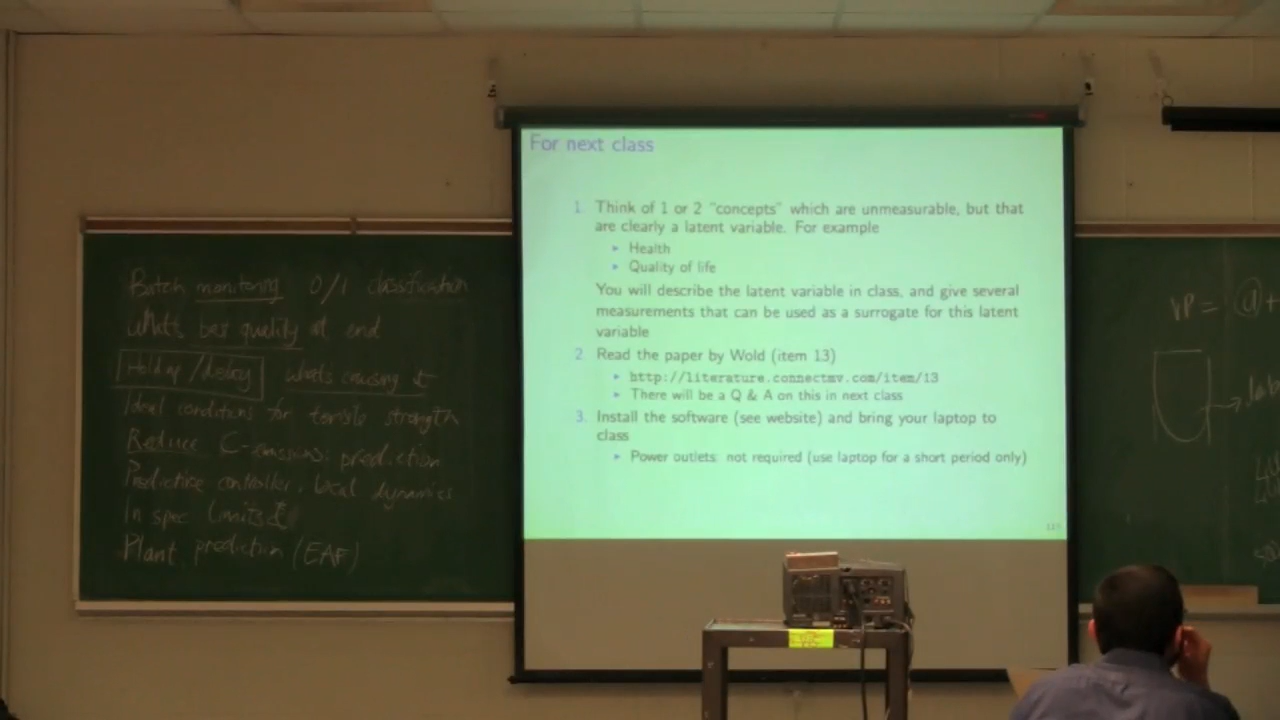 For next class
1. Think of 1 or 2 "concepts" which are unmeasurable, but that
are clearly a latent variable. For example
▸ Health
▸ Quality of life
You will describe the latent variable in class, and give several
measurements that can be used as a surrogate for this latent
variable
2. Read the paper by Wold (item 13)
▸ http://literature.connectmv.com/item/13
▸ There will be a Q & A on this in next class
3. Install the software (see website) and bring your laptop to
class
▸ Power outlets: not required (use laptop for a short period only)
Batch monitoring 0/1 classification
What's best quality at end
What's causing it
Ideal conditions for tensile strength
Reduce C-emissions: prediction
Predictive controller, local dynamics
In spec limits
Plant prediction (EAF)
VP =